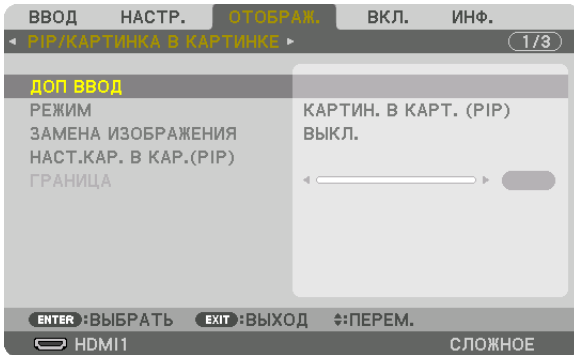 ВВОД НАСТР. ОТОБРАЖ. ВКЛ. ИНФ.
PIP/КАРТИНКА В КАРТИНКЕ 1/3
ДОП ВВОД
РЕЖИМ КАРТИН. В КАРТ. (PIP)
ЗАМЕНА ИЗОБРАЖЕНИЯ ВЫКЛ.
НАСТ.КАР. В КАР.(PIP)
ГРАНИЦА
ENTER :ВЫБРАТЬ EXIT :ВЫХОД :ПЕРЕМ.
HDMI1 СЛОЖНОЕ